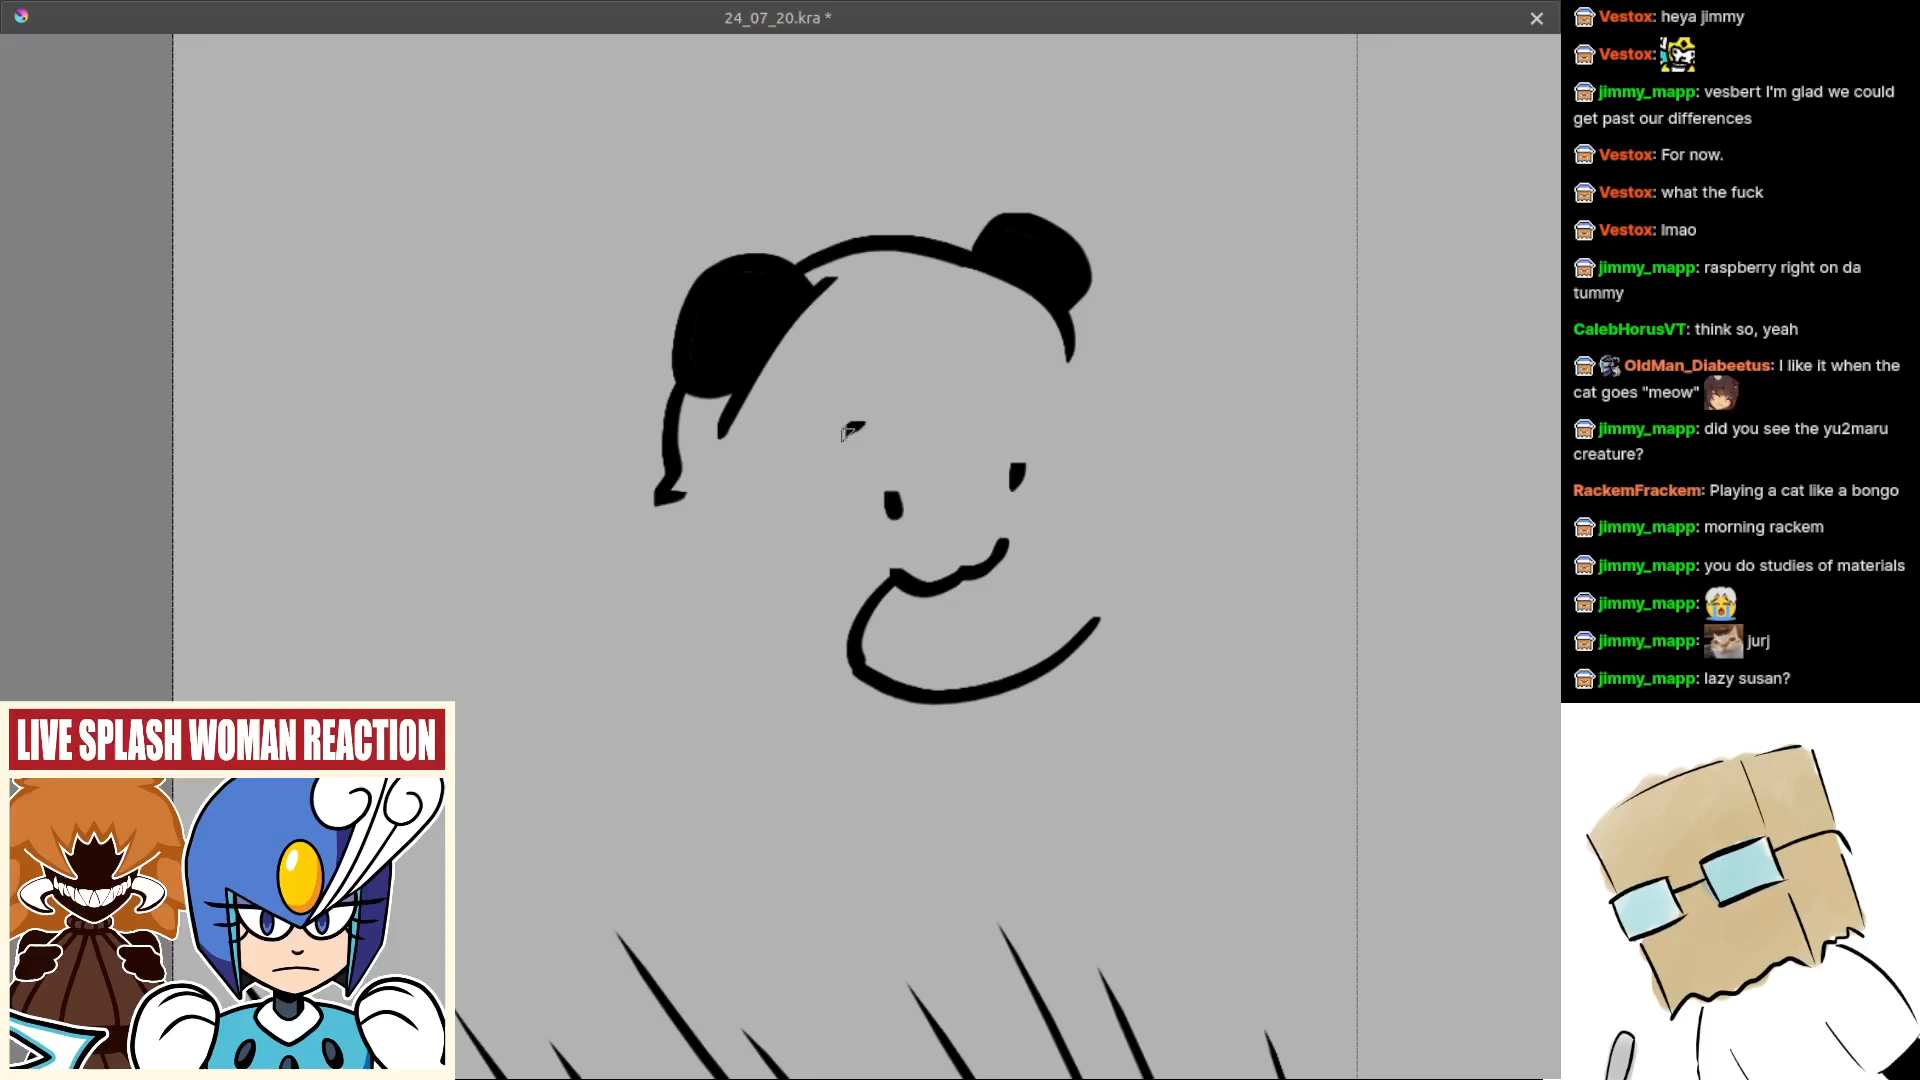 24_07_20.kra *
Vestox: heya jimmy
Vestox:
jimmy_mapp: vesbert I'm glad we could
get past our differences
Vestox: For now.
Vestox: what the fuck
Vestox: lmao
jimmy_mapp: raspberry right on da
tummy
CalebHorusVT: think so, yeah
OldMan_Diabeetus: I like it when the
cat goes "meow"
jimmy_mapp: did you see the yu2maru
creature?
RackemFrackem: Playing a cat like a bongo
jimmy_mapp: morning rackem
jimmy_mapp: you do studies of materials
jimmy_mapp:
jimmy_mapp: jurj
jimmy_mapp: lazy susan?
LIVE SPLASH WOMAN REACTION